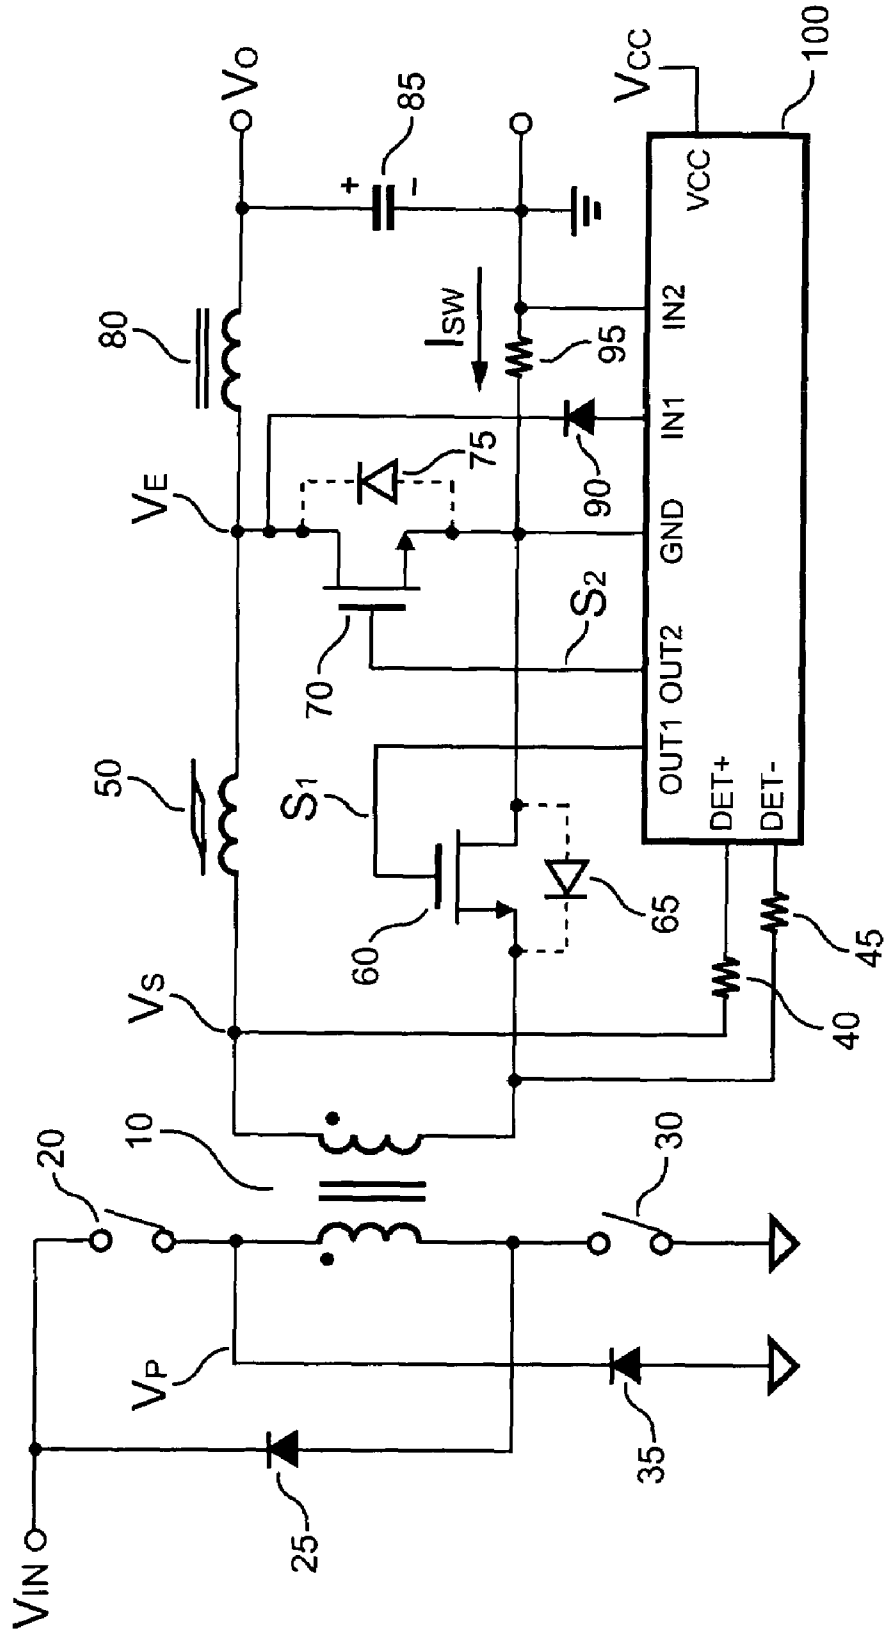 VIN
VP
25
35
20
30
10
VS
40
45
50
60
65
S1
S2
70
75
VE
80
90
ISW
95
85
VO
VCC
100
DET+
DET-
OUT1
OUT2
GND
IN1
IN2
VCC
+
-